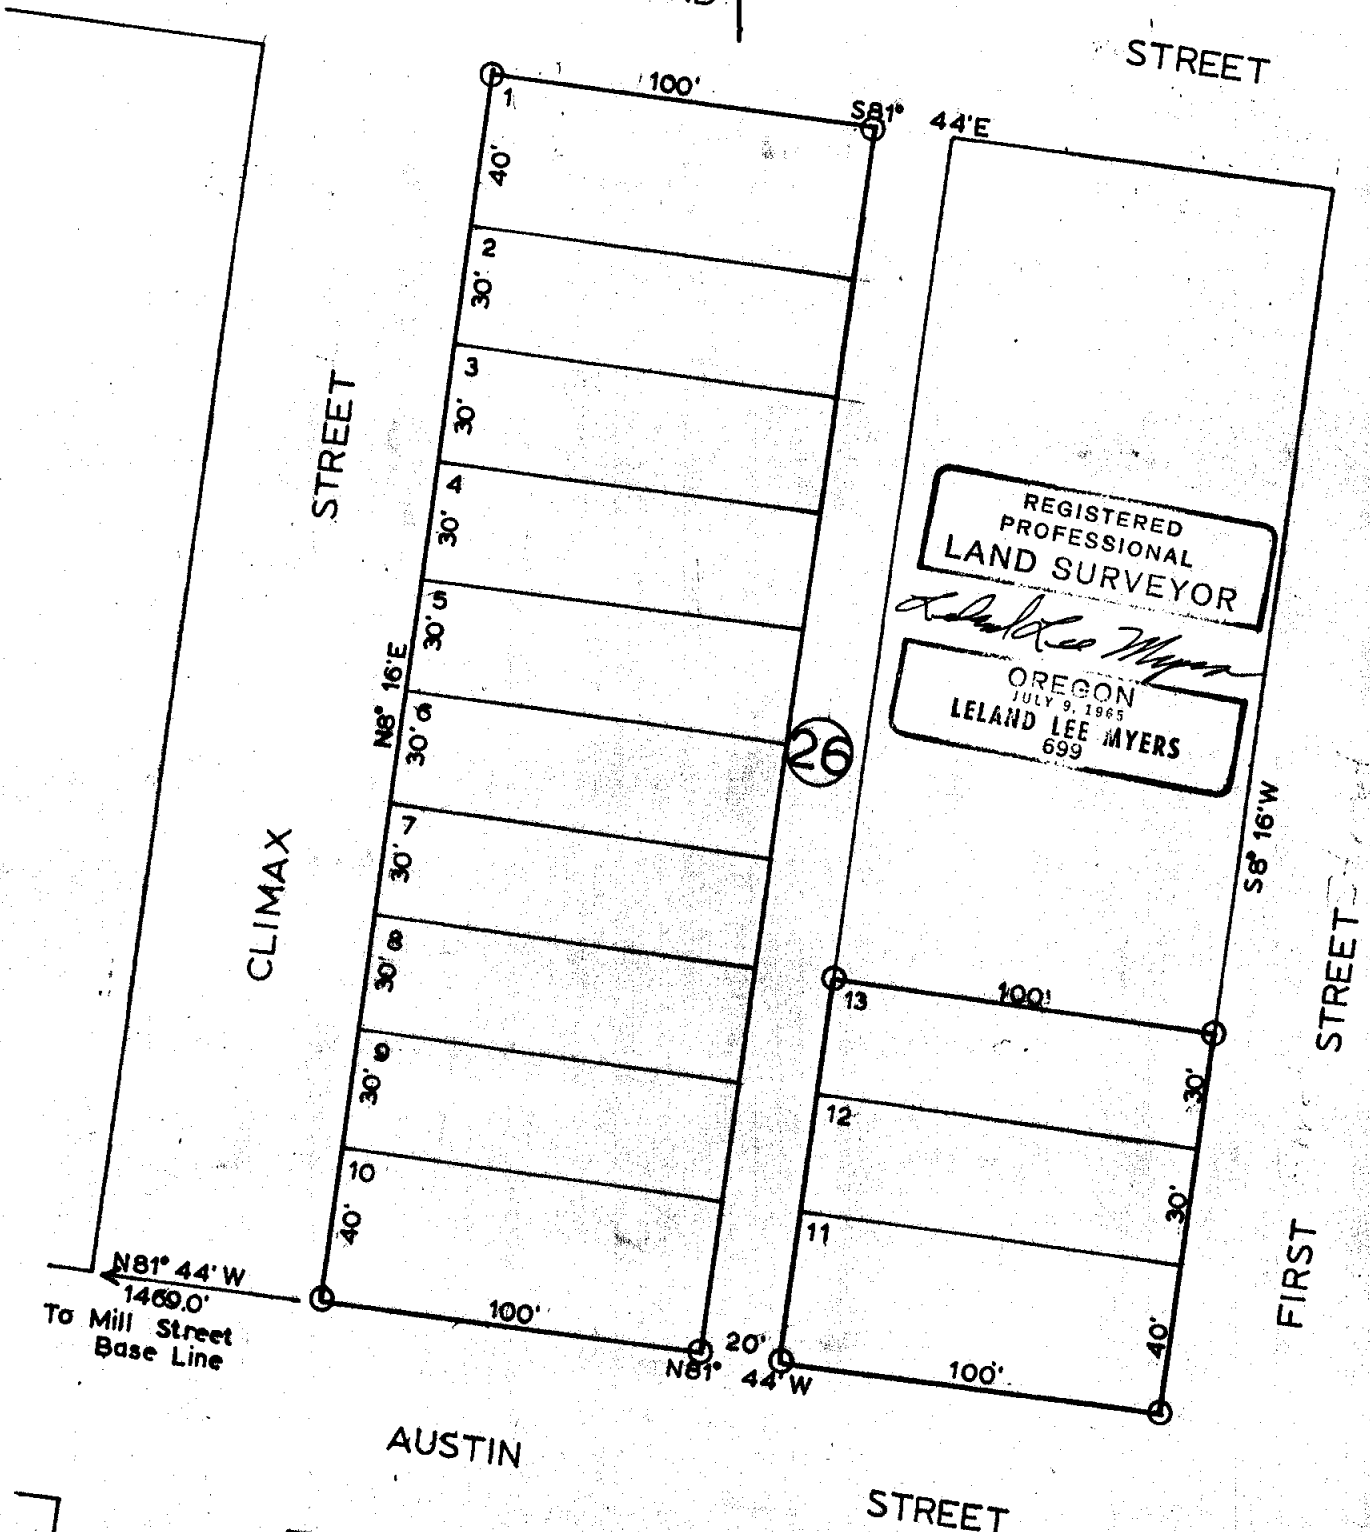 STREET
100'
S81° 44'E
1
40'
2
30'
3
30'
STREET
4
30'
REGISTERED
PROFESSIONAL
LAND SURVEYOR
5
30'
Leland Lee Myers
N8° 16'E
OREGON
JULY 9, 1965
LELAND LEE MYERS
699
6
30'
26
7
30'
S8° 16'W
CLIMAX
8
30'
13
100'
STREET
9
30'
30'
12
10
40'
30'
11
FIRST
N81° 44' W
1469.0'
To Mill Street
Base Line
100'
20'
N81° 44'W
100'
40'
AUSTIN
STREET